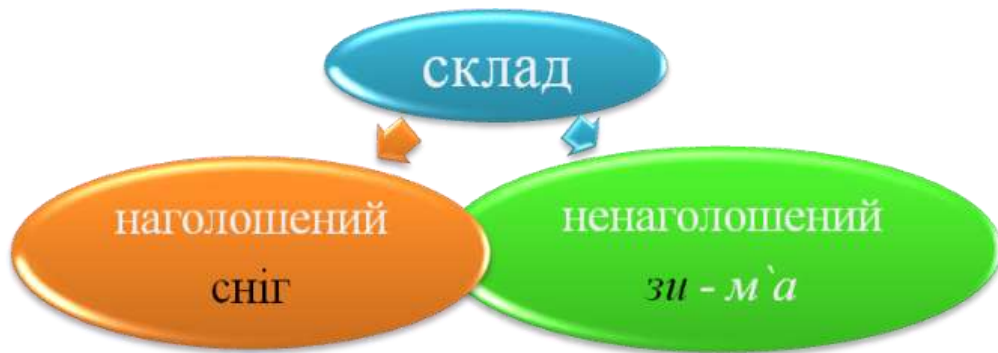 склад
наголошений
сніг
ненаголошений
зи - м`а